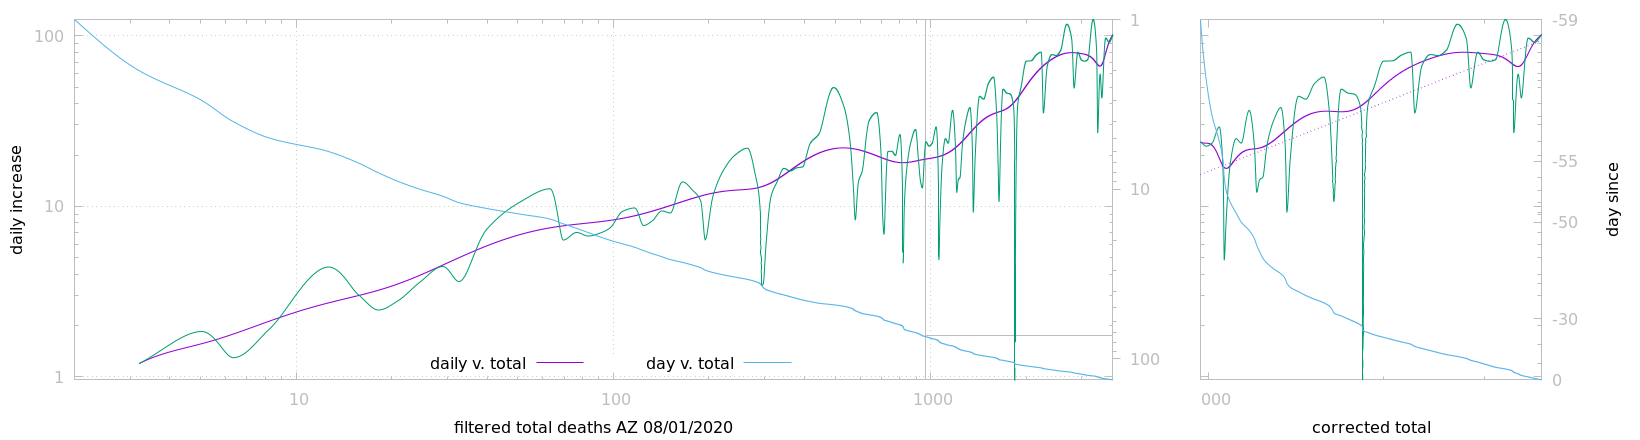 100
10
1
daily increase
daily v. total
day v. total
10
100
1000
filtered total deaths AZ 08/01/2020
1
10
100
000
corrected total
-59
-55
-50
-30
0
day since